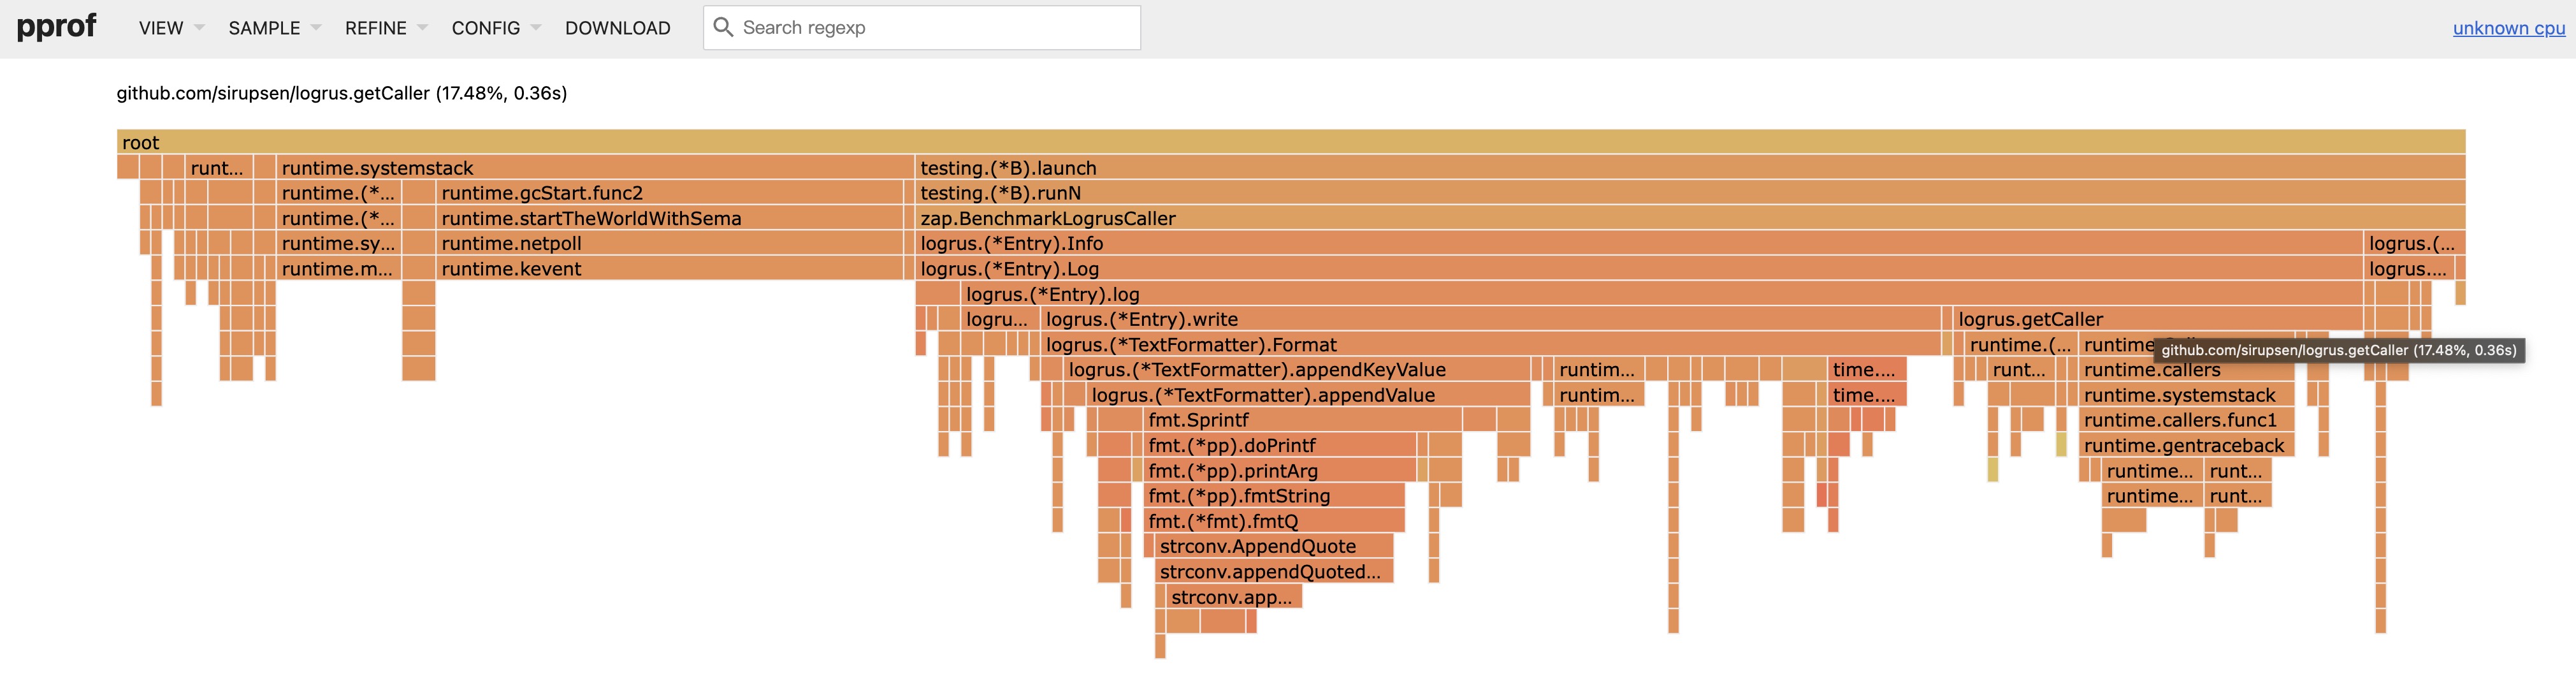 pprof VIEW SAMPLE REFINE CONFIG DOWNLOAD Search regexp unknown cpu
github.com/sirupsen/logrus.getCaller (17.48%, 0.36s)
root
runt... runtime.systemstack testing.(*B).launch
runtime.(*... runtime.gcStart.func2 testing.(*B).runN
runtime.(*... runtime.startTheWorldWithSema zap.BenchmarkLogrusCaller
runtime.sy... runtime.netpoll logrus.(*Entry).Info logrus.(...
runtime.m... runtime.kevent logrus.(*Entry).Log logrus....
logrus.(*Entry).log
logru... logrus.(*Entry).write logrus.getCaller
logrus.(*TextFormatter).Format runtime.(...
github.com/sirupsen/logrus.getCaller (17.48%, 0.36s)
logrus.(*TextFormatter).appendKeyValue runtim... time.... runt... runtime.callers
logrus.(*TextFormatter).appendValue runtim... time.... runtime.systemstack
fmt.Sprintf runtime.callers.func1
fmt.(*pp).doPrintf runtime.gentraceback
fmt.(*pp).printArg runtime... runt...
fmt.(*pp).fmtString runtime... runt...
fmt.(*fmt).fmtQ
strconv.AppendQuote
strconv.appendQuoted...
strconv.app...